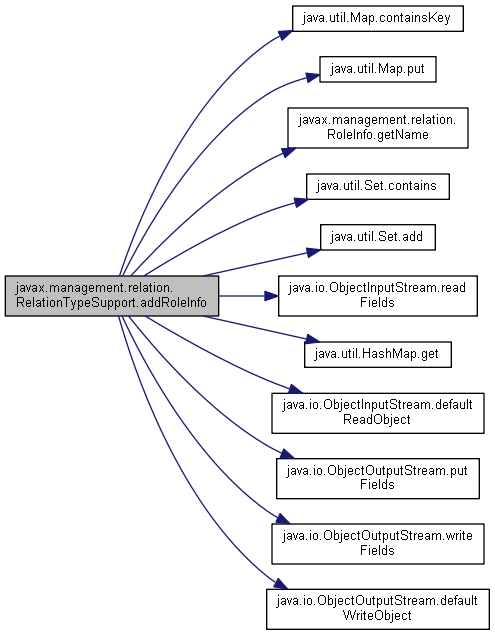 java.util.Map.containsKey
java.util.Map.put
javax.management.relation.
RoleInfo.getName
java.util.Set.contains
java.util.Set.add
javax.management.relation.
RelationTypeSupport.addRoleInfo
java.io.ObjectInputStream.read
Fields
java.util.HashMap.get
java.io.ObjectInputStream.default
ReadObject
java.io.ObjectOutputStream.put
Fields
java.io.ObjectOutputStream.write
Fields
java.io.ObjectOutputStream.default
WriteObject